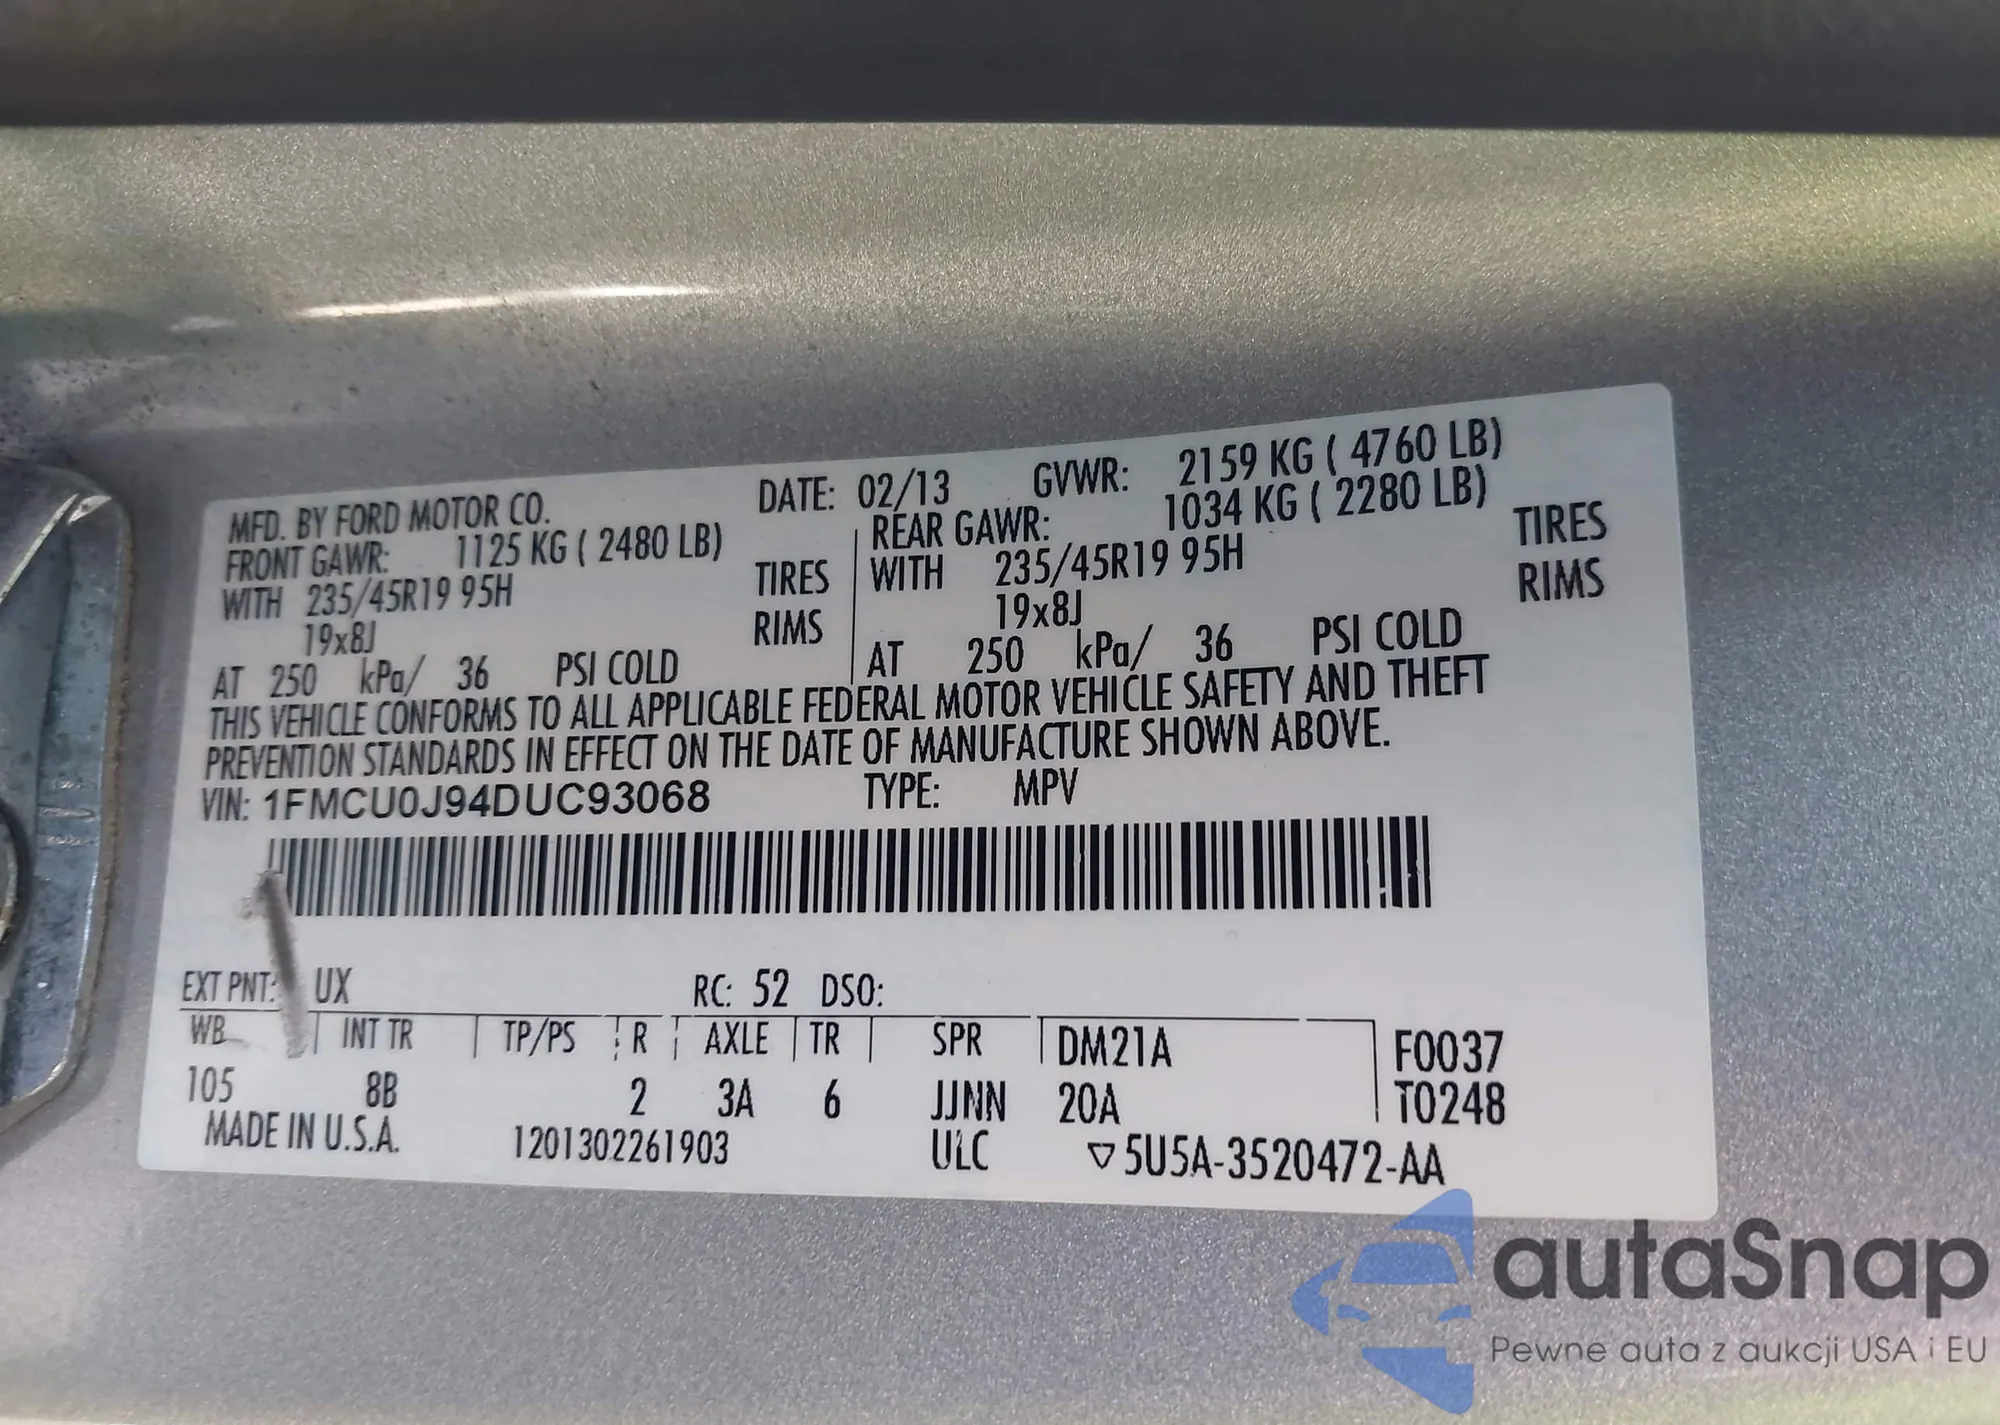 MFD. BY FORD MOTOR CO. DATE: 02/13 GVWR: 2159 KG ( 4760 LB)
FRONT GAWR: 1125 KG ( 2480 LB) REAR GAWR: 1034 KG ( 2280 LB)
WITH 235/45R19 95H TIRES WITH 235/45R19 95H TIRES
19x8J RIMS 19x8J RIMS
AT 250 kPa/ 36 PSI COLD AT 250 kPa/ 36 PSI COLD
THIS VEHICLE CONFORMS TO ALL APPLICABLE FEDERAL MOTOR VEHICLE SAFETY AND THEFT
PREVENTION STANDARDS IN EFFECT ON THE DATE OF MANUFACTURE SHOWN ABOVE.
VIN: 1FMCU0J94DUC93068 TYPE: MPV
EXT PNT: UX RC: 52 DSO:
WB INT TR TP/PS R AXLE TR SPR DM21A F0037
105 8B 2 3A 6 JJNN 20A T0248
MADE IN U.S.A. 1201302261903 ULC ▽5U5A-3520472-AA
autaSnap
Pewne auta z aukcji USA i EU